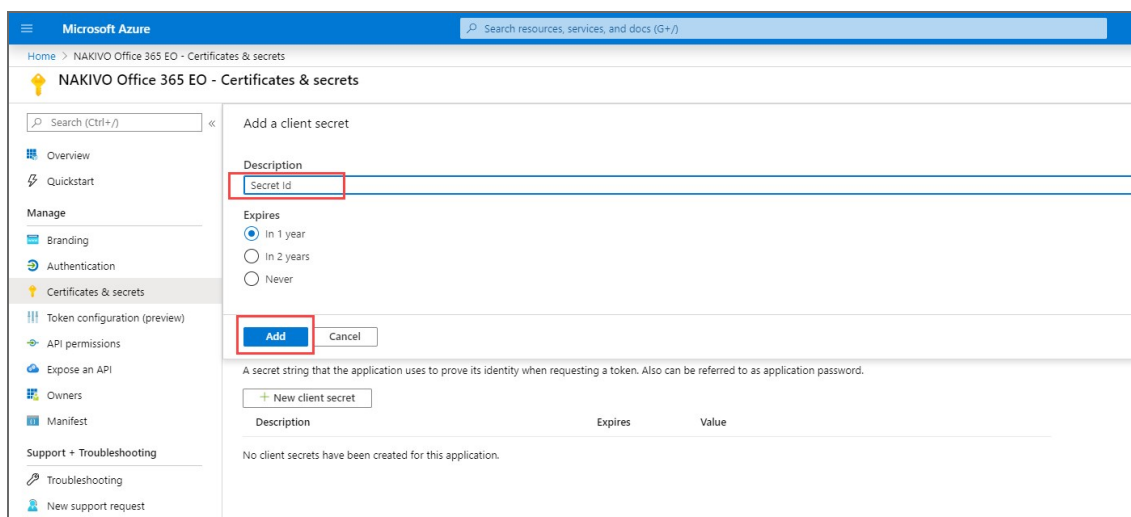 Microsoft Azure
Search resources, services, and docs (G+/)
Home > NAKIVO Office 365 EO - Certificates & secrets
NAKIVO Office 365 EO - Certificates & secrets
Search (Ctrl+/)
«
Overview
Quickstart
Manage
Branding
Authentication
Certificates & secrets
Token configuration (preview)
API permissions
Expose an API
Owners
Manifest
Support + Troubleshooting
Troubleshooting
New support request
Add a client secret
Description
Secret Id
Expires
In 1 year
In 2 years
Never
Add Cancel
A secret string that the application uses to prove its identity when requesting a token. Also can be referred to as application password.
+ New client secret
Description Expires Value
No client secrets have been created for this application.